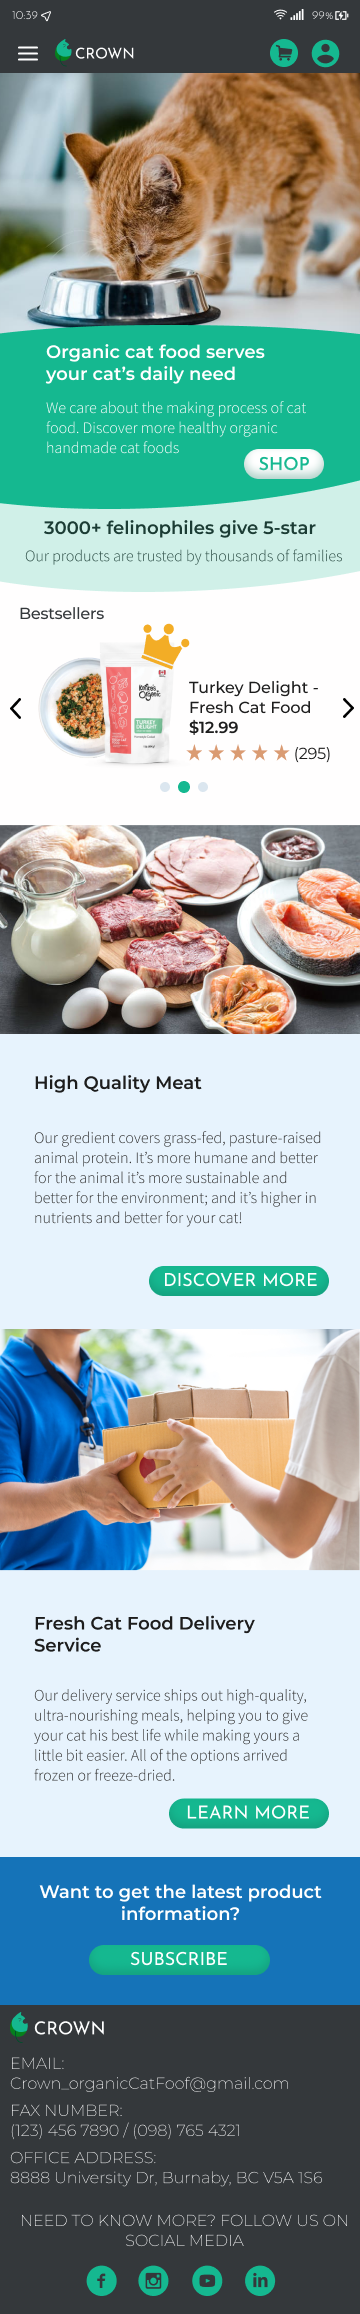 10:39
99%
CROWN
Organic cat food serves
your cat's daily need
We care about the making process of cat
food. Discover more healthy organic
handmade cat foods
SHOP
3000+ felinophiles give 5-star
Our products are trusted by thousands of families
Bestsellers
Organic
TURKEY
DELIGHT
Turkey Delight -
Fresh Cat Food
$12.99
(295)
High Quality Meat
Our gredient covers grass-fed, pasture-raised
animal protein. It's more humane and better
for the animal it's more sustainable and
better for the environment; and it's higher in
nutrients and better for your cat!
DISCOVER MORE
Fresh Cat Food Delivery
Service
Our delivery service ships out high-quality,
ultra-nourishing meals, helping you to give
your cat his best life while making yours a
little bit easier. All of the options arrived
frozen or freeze-dried.
LEARN MORE
Want to get the latest product
information?
SUBSCRIBE
CROWN
EMAIL:
Crown_organicCatFoof@gmail.com
FAX NUMBER:
(123) 456 7890 / (098) 765 4321
OFFICE ADDRESS:
8888 University Dr, Burnaby, BC V5A 1S6
NEED TO KNOW MORE? FOLLOW US ON
SOCIAL MEDIA